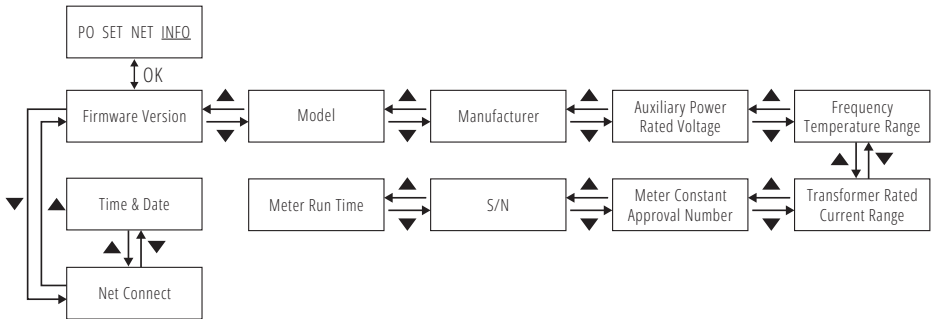 PO SET NET INFO
OK
Firmware Version
Model
Manufacturer
Auxiliary Power
Rated Voltage
Frequency
Temperature Range
Time & Date
Meter Run Time
S/N
Meter Constant
Approval Number
Transformer Rated
Current Range
Net Connect